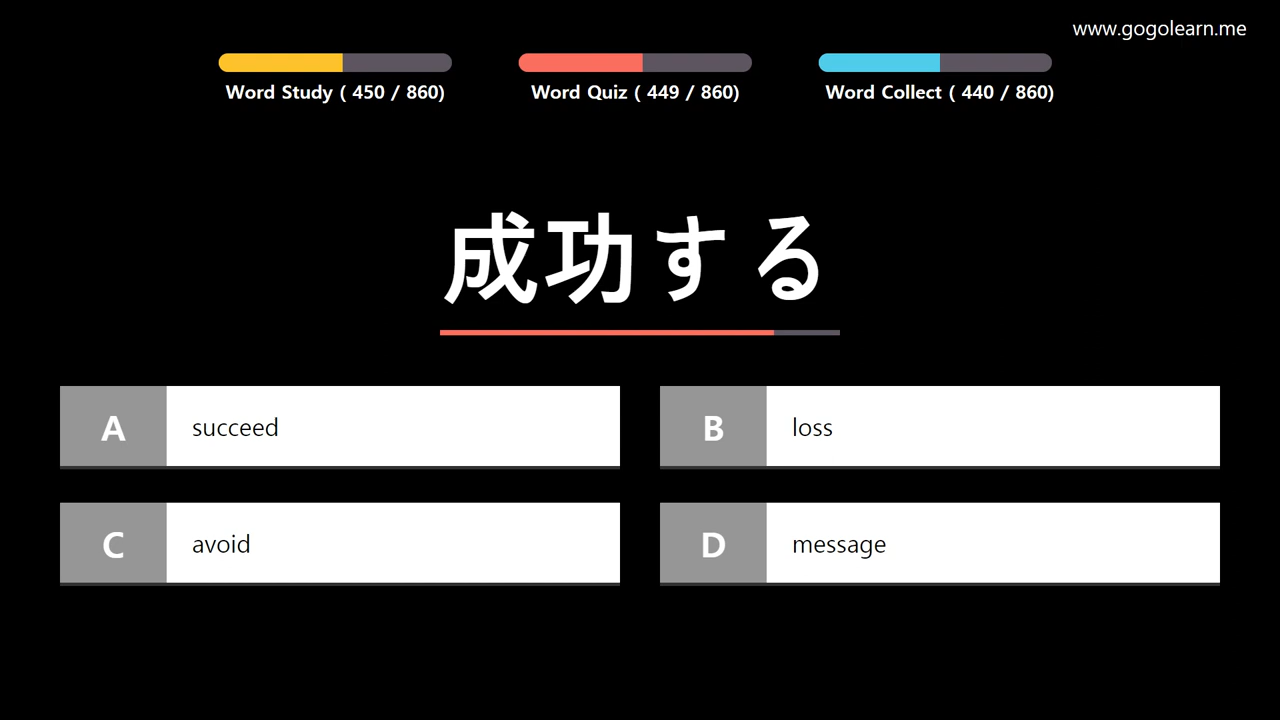 www.gogolearn.me
Word Study ( 450 / 860)
Word Quiz ( 449 / 860)
Word Collect ( 440 / 860)
成功する
A succeed
B loss
C avoid
D message